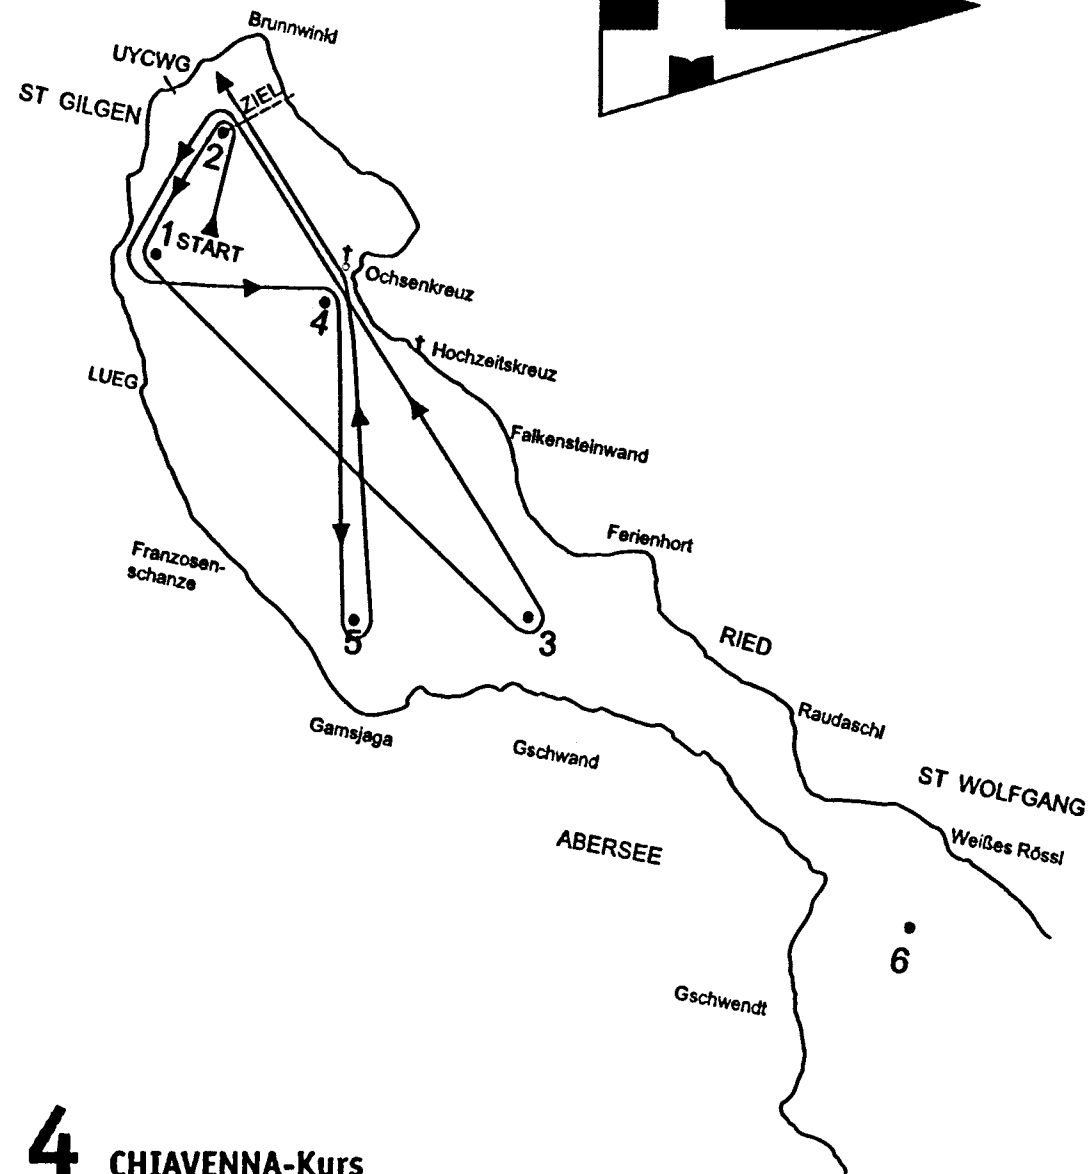 Brunnwinkl
UYCWG
ST GILGEN
ZIEL
2
1
START
Ochsenkreuz
4
Hochzeitskreuz
LUEG
Falkensteinwand
Ferienhort
Franzosen-
schanze
5
3
RIED
Raudaschl
Gamsjaga
Gschwand
ST WOLFGANG
ABERSEE
Weißes Rössl
6
Gschwendt
4 CHIAVENNA-Kurs